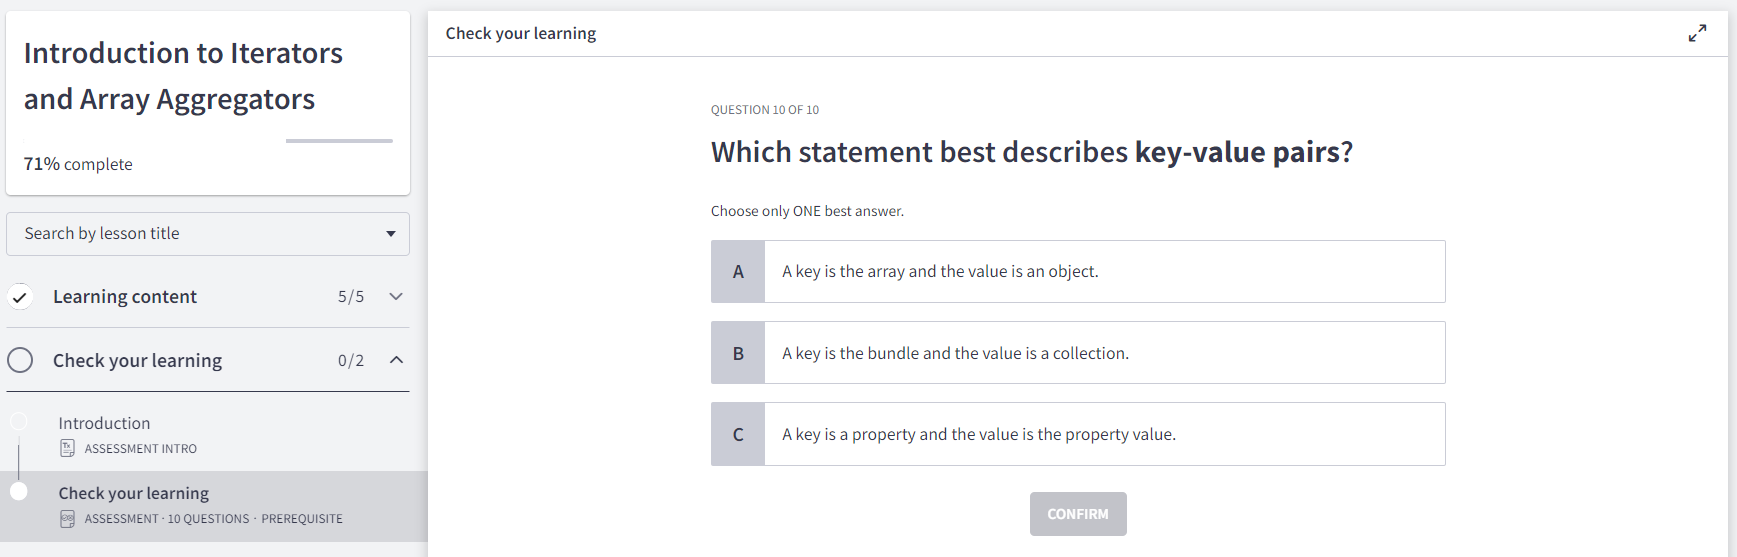 Introduction to Iterators
and Array Aggregators
71% complete
Search by lesson title
Learning content 5/5
Check your learning 0/2
Introduction
ASSESSMENT INTRO
Check your learning
ASSESSMENT · 10 QUESTIONS · PREREQUISITE
Check your learning
QUESTION 10 OF 10
Which statement best describes key-value pairs?
Choose only ONE best answer.
A A key is the array and the value is an object.
B A key is the bundle and the value is a collection.
C A key is a property and the value is the property value.
CONFIRM